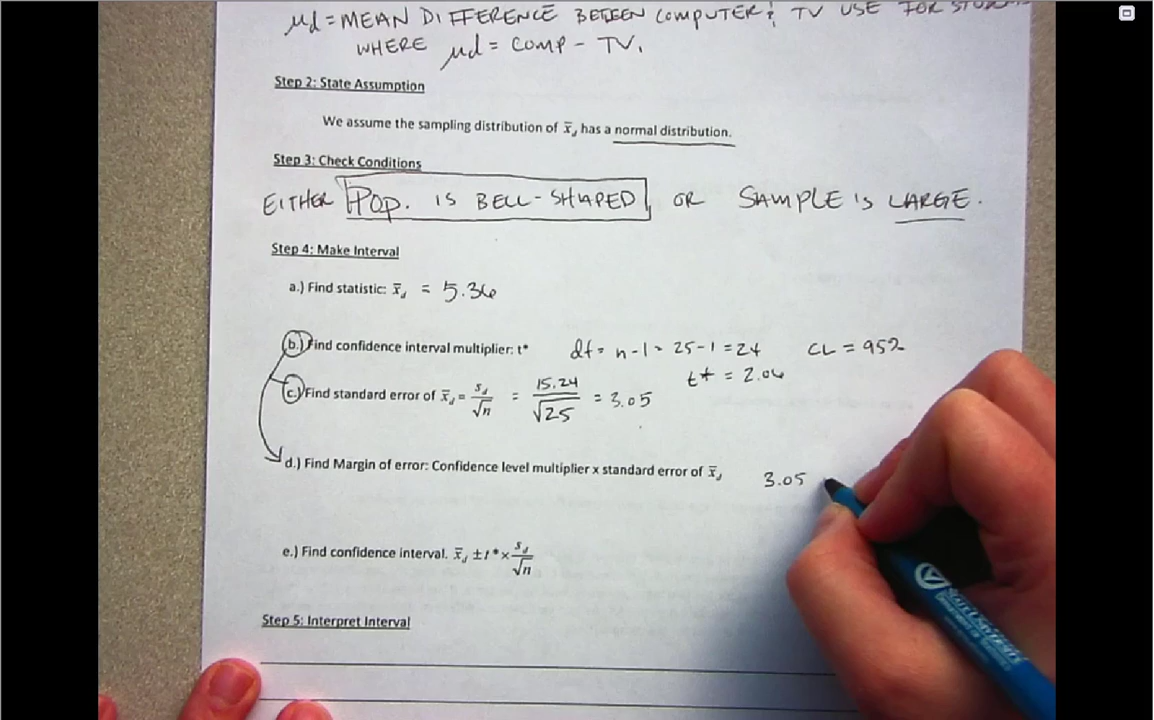 μd = MEAN DIFFERENCE BETEEN COMPUTER & TV USE FOR STUDENTS
WHERE μd = COMP - TV.
Step 2: State Assumption
We assume the sampling distribution of x̄d has a normal distribution.
Step 3: Check Conditions
EITHER POP. IS BELL-SHAPED, OR SAMPLE IS LARGE.
Step 4: Make Interval
a.) Find statistic: x̄d = 5.36
b.) Find confidence interval multiplier: t* df = n-1 = 25-1 = 24 CL = 95%
t* = 2.06
c.) Find standard error of x̄d = sd/√n = 15.24/√25 = 3.05
d.) Find Margin of error: Confidence level multiplier x standard error of x̄d 3.05
e.) Find confidence interval. x̄d ± t* × sd/√n
Step 5: Interpret Interval